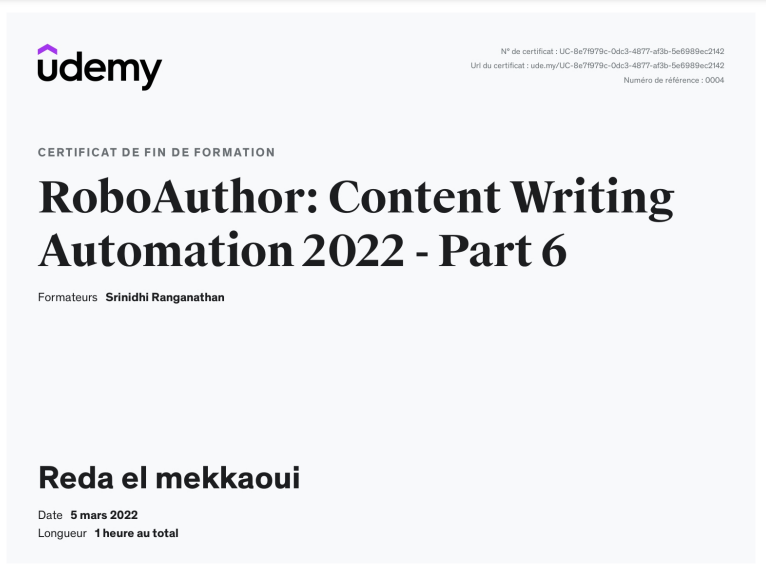 udemy
N° de certificat : UC-8e7f979c-0dc3-4877-af3b-5e6989ec2142
Url du certificat : ude.my/UC-8e7f979c-0dc3-4877-af3b-5e6989ec2142
Numéro de référence : 0004
CERTIFICAT DE FIN DE FORMATION
RoboAuthor: Content Writing
Automation 2022 - Part 6
Formateurs Srinidhi Ranganathan
Reda el mekkaoui
Date 5 mars 2022
Longueur 1 heure au total